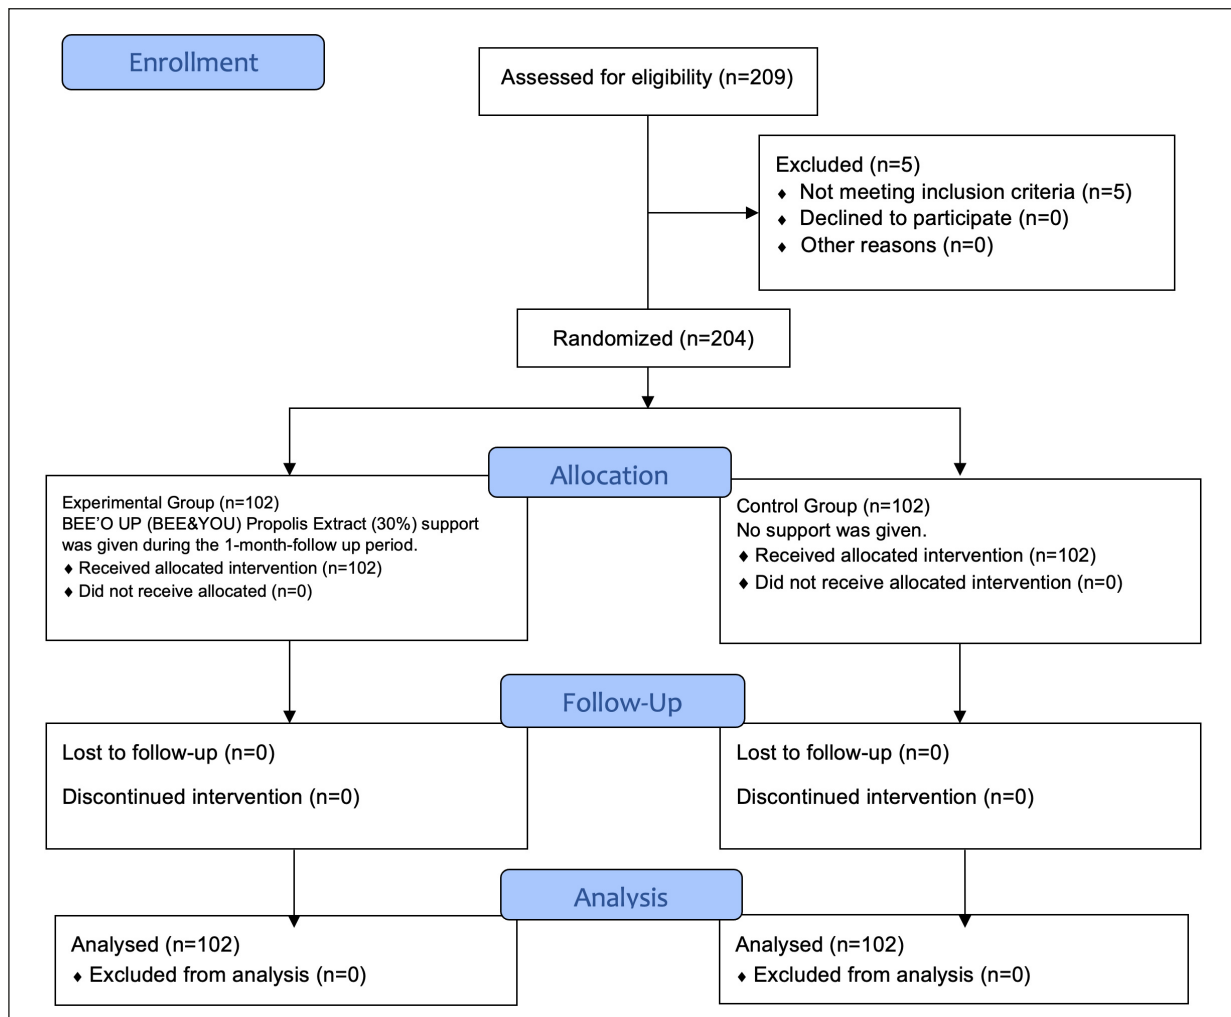 Enrollment
Assessed for eligibility (n=209)
Excluded (n=5)
♦ Not meeting inclusion criteria (n=5)
♦ Declined to participate (n=0)
♦ Other reasons (n=0)
Randomized (n=204)
Allocation
Experimental Group (n=102)
BEE’O UP (BEE&YOU) Propolis Extract (30%) support
was given during the 1-month-follow up period.
♦ Received allocated intervention (n=102)
♦ Did not receive allocated (n=0)
Control Group (n=102)
No support was given.
♦ Received allocated intervention (n=102)
♦ Did not receive allocated intervention (n=0)
Follow-Up
Lost to follow-up (n=0)
Discontinued intervention (n=0)
Lost to follow-up (n=0)
Discontinued intervention (n=0)
Analysis
Analysed (n=102)
♦ Excluded from analysis (n=0)
Analysed (n=102)
♦ Excluded from analysis (n=0)